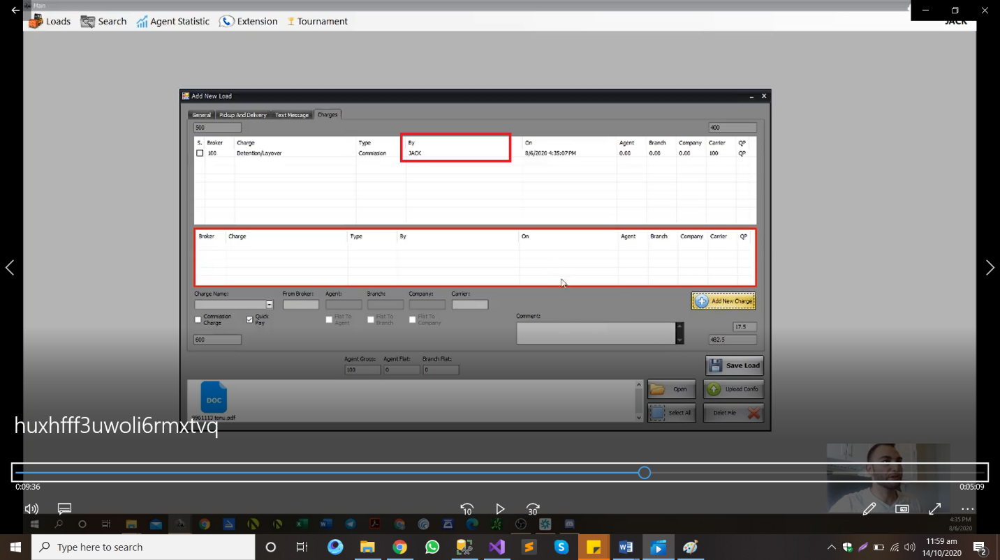 Main
Loads Search Agent Statistic Extension Tournament
JACK
Add New Load
General Pickup And Delivery Text Message Charges
500 400
S. Broker Charge Type By On Agent Branch Company Carrier QP
100 Detention/Layover Commission JACK 8/6/2020 4:35:07 PM 0.00 0.00 0.00 100 QP
Broker Charge Type By On Agent Branch Company Carrier QP
Charge Name: From Broker: Agent: Branch: Company: Carrier:
Add New Charge
Commission Charge
Quick Pay
Flat To Agent
Flat To Branch
Flat To Company
Comment:
17.5
600 482.5
Agent Gross: Agent Flat: Branch Flat:
100 0 0
Save Load
DOC
9961113 tonu.pdf
Open Upload Confo
Select All Delet File
huxhfff3uwoli6rmxtvq
0:09:36 0:05:09
10 30
4:35 PM
8/6/2020
Type here to search
11:59 am
14/10/2020
2